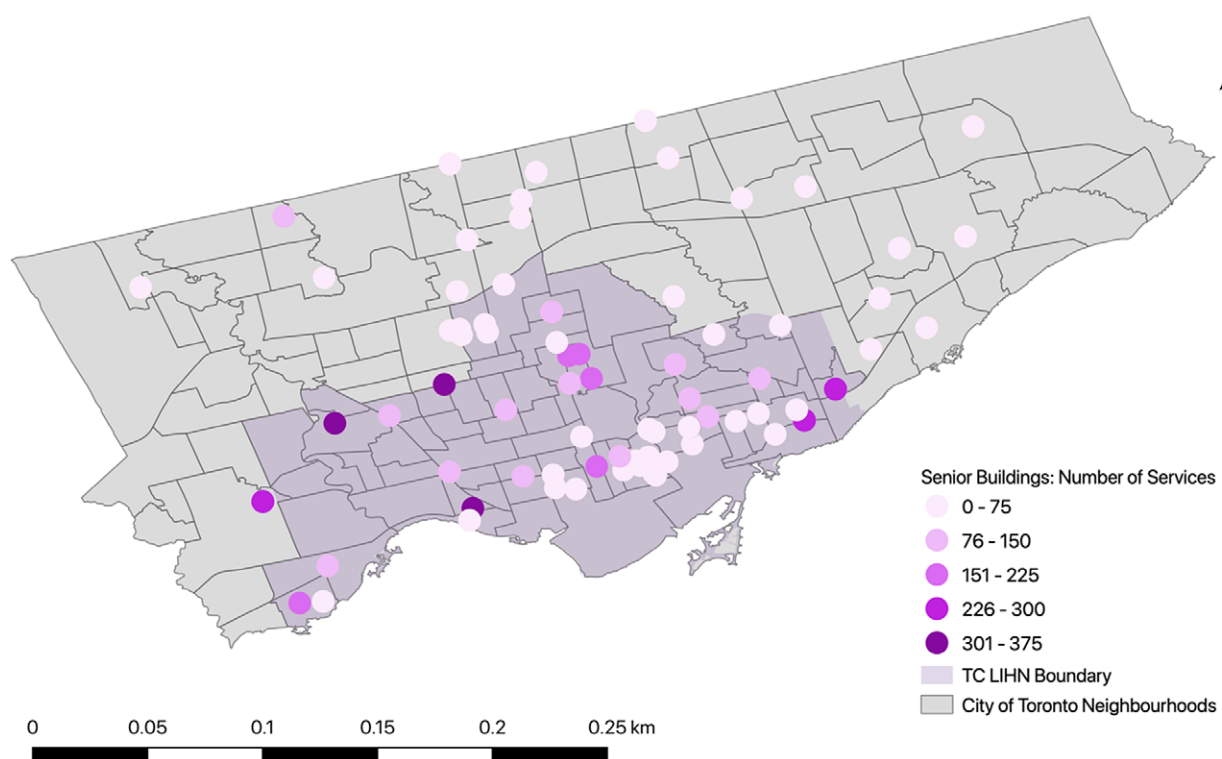 Senior Buildings: Number of Services
0 - 75
76 - 150
151 - 225
226 - 300
301 - 375
TC LIHN Boundary
City of Toronto Neighbourhoods
0 0.05 0.1 0.15 0.2 0.25 km